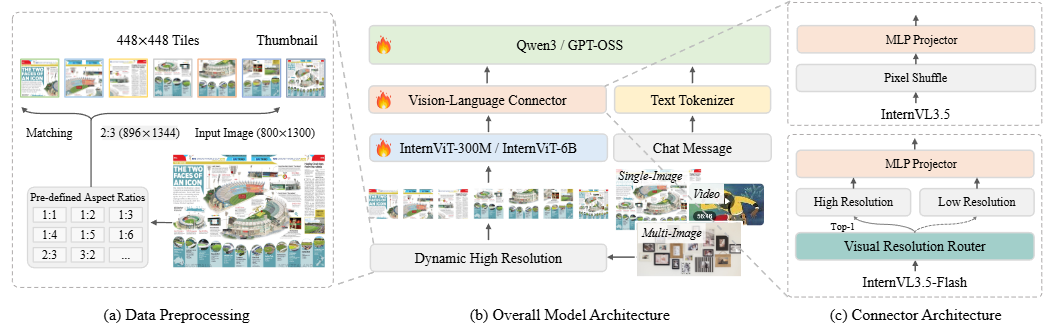 448×448 Tiles
Thumbnail
THE TWO
FACES OF
AN ICON
Matching
2:3 (896×1344)
Input Image (800×1300)
Pre-defined Aspect Ratios
1:1
1:2
1:3
1:4
1:5
1:6
2:3
3:2
...
THE TWO
FACES OF
AN ICON
(a) Data Preprocessing
Qwen3 / GPT-OSS
Vision-Language Connector
Text Tokenizer
InternViT-300M / InternViT-6B
Chat Message
Single-Image
Video
56:46
Multi-Image
Dynamic High Resolution
(b) Overall Model Architecture
MLP Projector
Pixel Shuffle
InternVL3.5
MLP Projector
High Resolution
Low Resolution
Top-1
Visual Resolution Router
InternVL3.5-Flash
(c) Connector Architecture